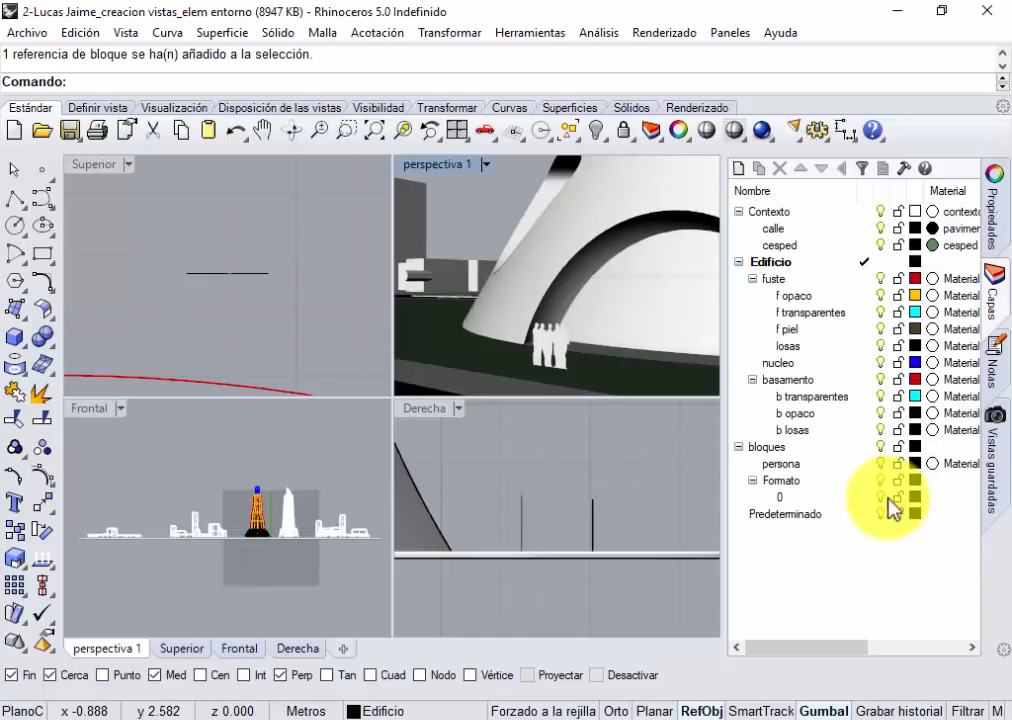 2-Lucas Jaime_creacion vistas_elem entorno (8947 KB) - Rhinoceros 5.0 Indefinido
Archivo Edición Vista Curva Superficie Sólido Malla Acotación Transformar Herramientas Análisis Renderizado Paneles Ayuda
1 referencia de bloque se ha(n) añadido a la selección.
Comando:
Estándar Definir vista Visualización Disposición de las vistas Visibilidad Transformar Curvas Superficies Sólidos Renderizado
Superior
perspectiva 1
Nombre Material
Contexto contexto
calle pavimen
cesped cesped
Edificio
fuste Material
f opaco Material
f transparentes Material
f piel Material
losas Material
nucleo Material
basamento Material
b transparentes Material
b opaco Material
b losas Material
bloques
persona Material
Formato
0
Predeterminado
Propiedades
Capas
Notas
Vistas guardadas
Frontal
Derecha
perspectiva 1 Superior Frontal Derecha
Fin Cerca Punto Med Cen Int Perp Tan Cuad Nodo Vértice Proyectar Desactivar
PlanoC x -0.888 y 2.582 z 0.000 Metros Edificio Forzado a la rejilla Orto Planar RefObj SmartTrack Gumbal Grabar historial Filtrar M